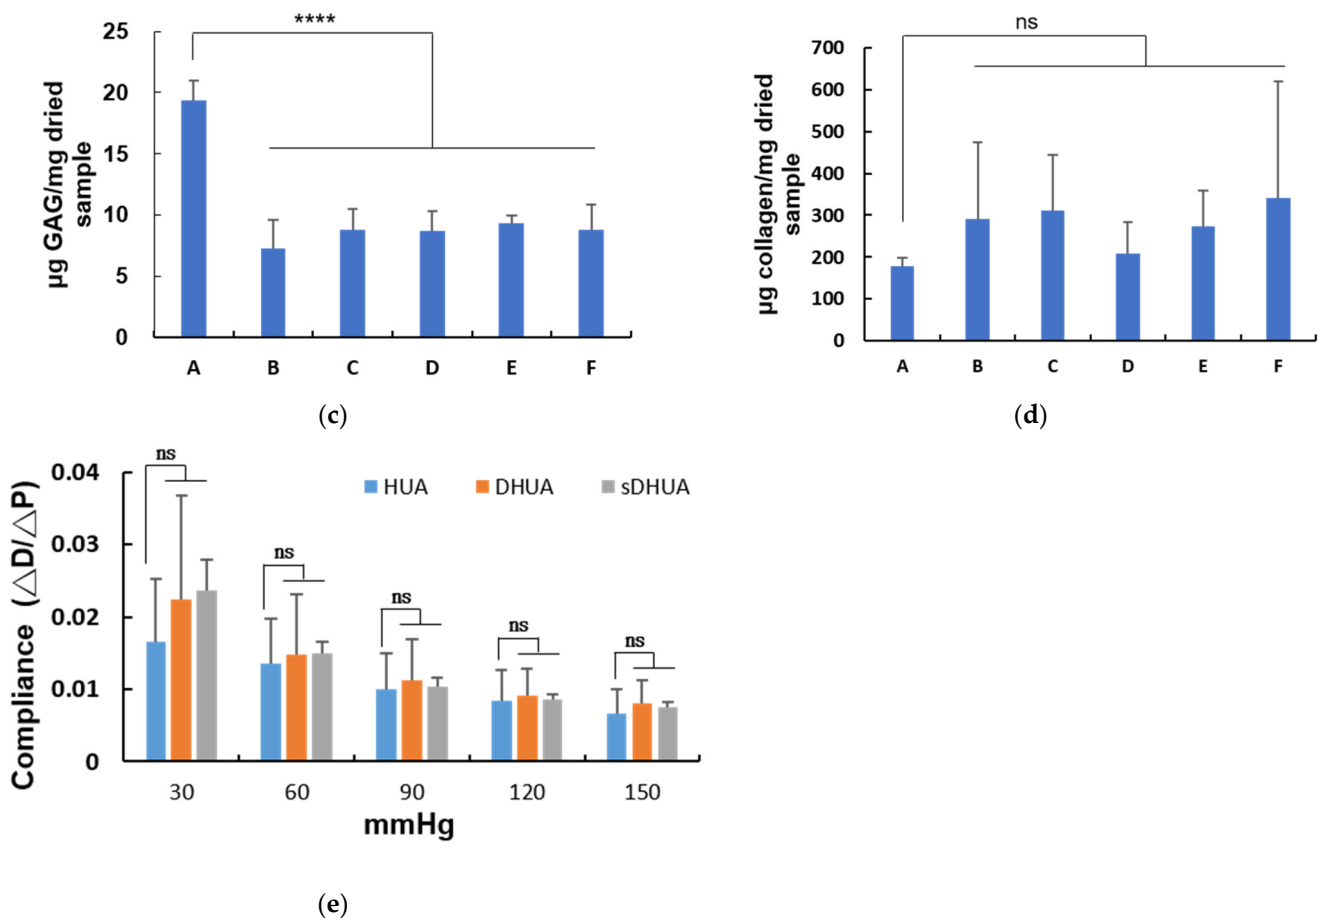 ****
25
20
15
10
5
0
µg GAG/mg dried
sample
A B C D E F
(c)
ns
700
600
500
400
300
200
100
0
µg collagen/mg dried
sample
A B C D E F
(d)
ns
0.04
0.03
0.02
0.01
0
Compliance (△D/△P)
HUA DHUA sDHUA
ns
ns
ns
ns
30 60 90 120 150
mmHg
(e)